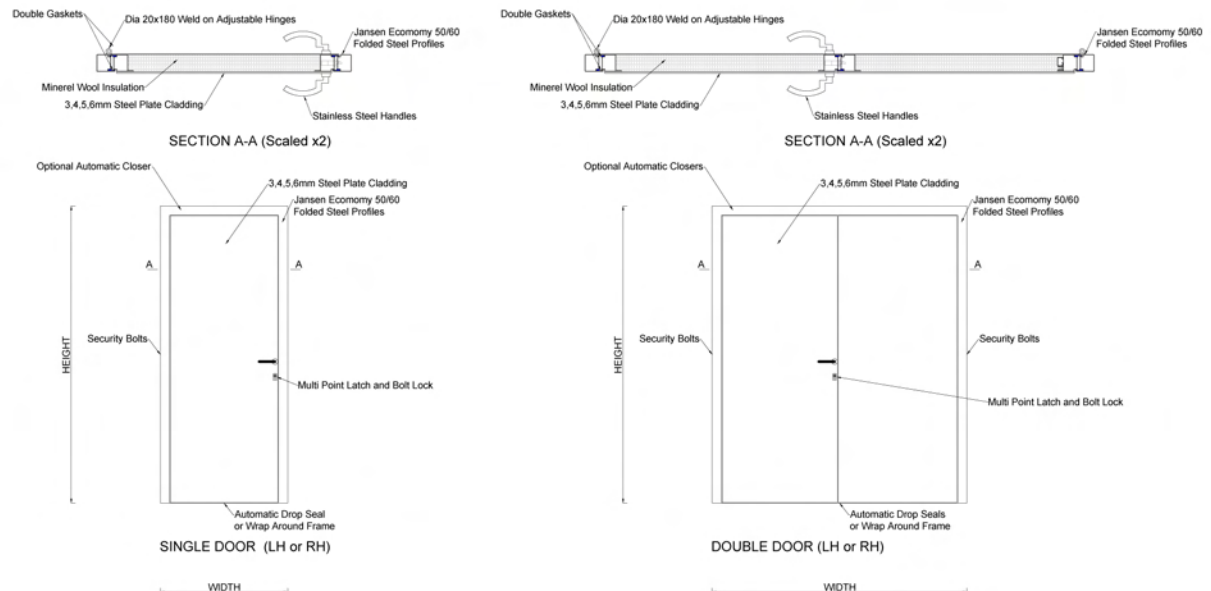 Double Gaskets
Dia 20x180 Weld on Adjustable Hinges
Jansen Ecomomy 50/60
Folded Steel Profiles
Minerel Wool Insulation
3,4,5,6mm Steel Plate Cladding
Stainless Steel Handles
SECTION A-A (Scaled x2)
Optional Automatic Closer
3,4,5,6mm Steel Plate Cladding
Jansen Ecomomy 50/60
Folded Steel Profiles
A
A
HEIGHT
Security Bolts
Multi Point Latch and Bolt Lock
Automatic Drop Seal
or Wrap Around Frame
SINGLE DOOR (LH or RH)
WIDTH
Double Gaskets
Dia 20x180 Weld on Adjustable Hinges
Jansen Ecomomy 50/60
Folded Steel Profiles
Minerel Wool Insulation
3,4,5,6mm Steel Plate Cladding
Stainless Steel Handles
SECTION A-A (Scaled x2)
Optional Automatic Closers
3,4,5,6mm Steel Plate Cladding
Jansen Ecomomy 50/60
Folded Steel Profiles
A
A
HEIGHT
Security Bolts
Security Bolts
Multi Point Latch and Bolt Lock
Automatic Drop Seals
or Wrap Around Frame
DOUBLE DOOR (LH or RH)
WIDTH